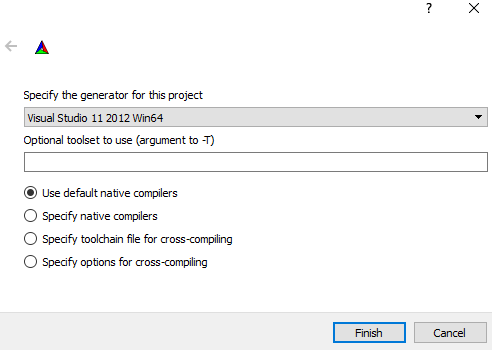 ?
Specify the generator for this project
Visual Studio 11 2012 Win64
Optional toolset to use (argument to -T)
Use default native compilers
Specify native compilers
Specify toolchain file for cross-compiling
Specify options for cross-compiling
Finish Cancel